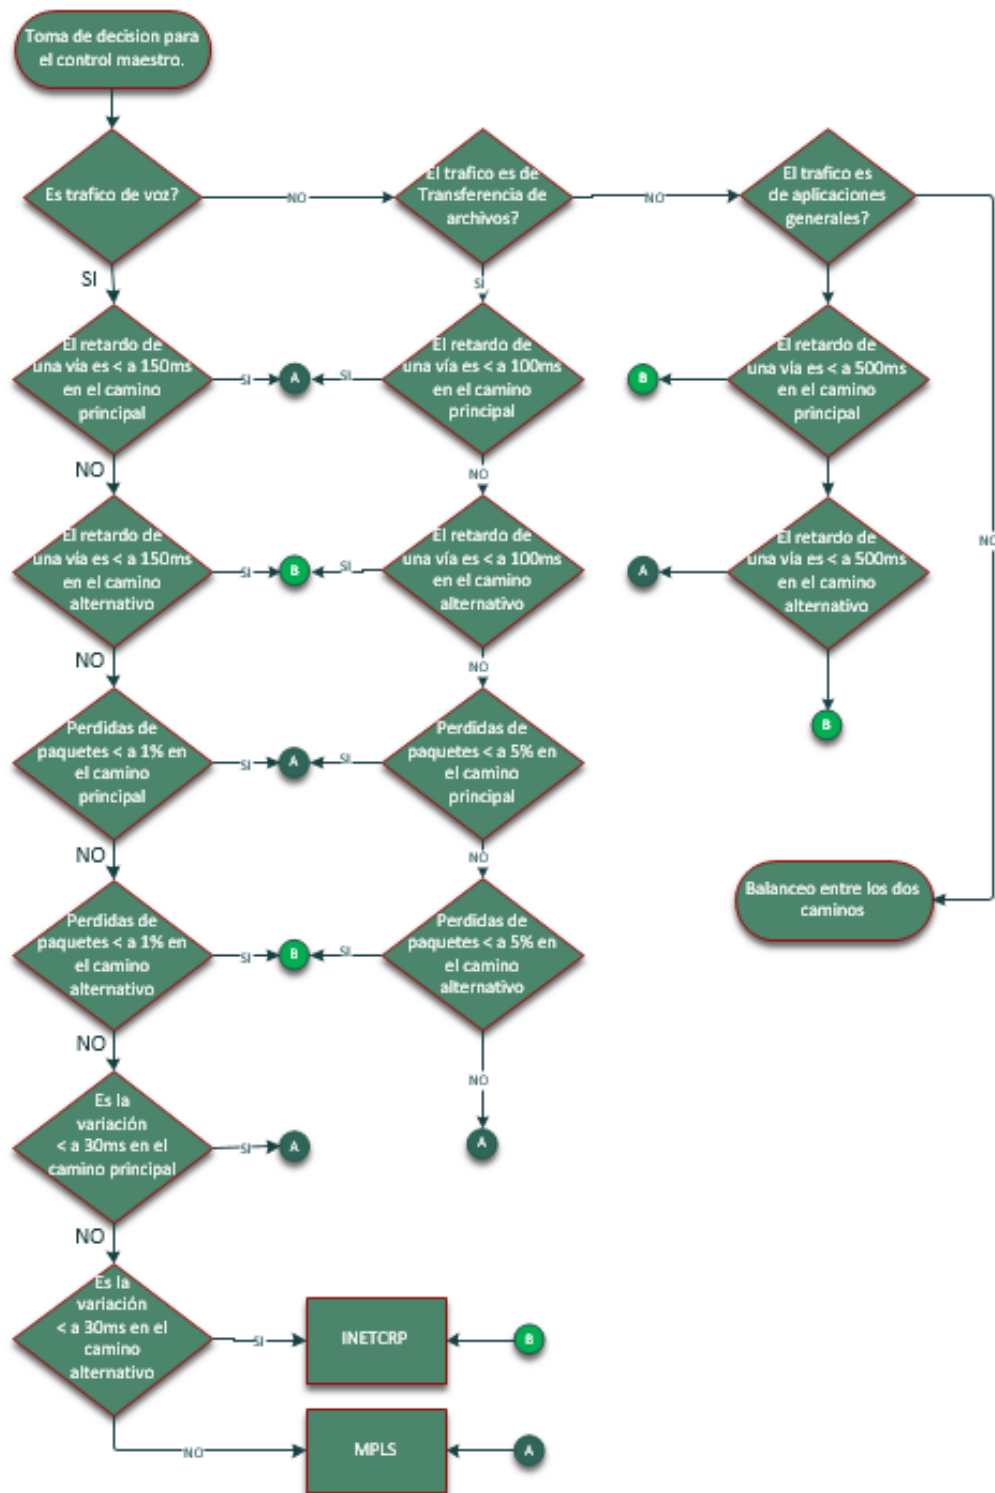 Toma de decision para
el control maestro.
Es trafico de voz?
NO
El trafico es de
Transferencia de
archivos?
NO
El trafico es
de aplicaciones
generales?
SI
SI
El retardo de
una vía es < a 150ms
en el camino
principal
SI
A
SI
El retardo de
una vía es < a 100ms
en el camino
principal
B
El retardo de
una vía es < a 500ms
en el camino
principal
NO
NO
El retardo de
una vía es < a 150ms
en el camino
alternativo
SI
B
SI
El retardo de
una vía es < a 100ms
en el camino
alternativo
A
El retardo de
una vía es < a 500ms
en el camino
alternativo
NO
NO
NO
B
Perdidas de
paquetes < a 1% en
el camino
principal
SI
A
SI
Perdidas de
paquetes < a 5% en
el camino
principal
NO
NO
Balanceo entre los dos
caminos
Perdidas de
paquetes < a 1% en
el camino
alternativo
SI
B
SI
Perdidas de
paquetes < a 5% en
el camino
alternativo
NO
NO
Es la
variación
< a 30ms en el
camino principal
SI
A
A
NO
Es la
variación
< a 30ms en el
camino
alternativo
SI
INETCRP
B
NO
MPLS
A